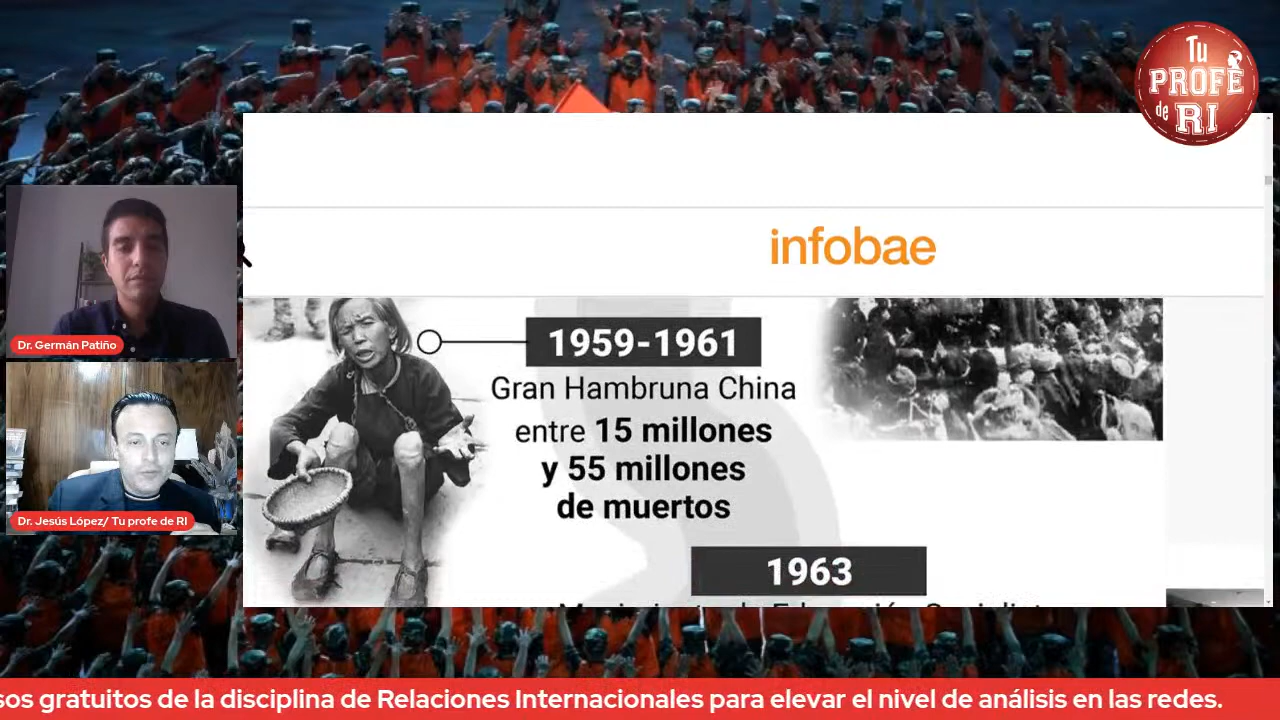 Tu
PROFE
de RI
infobae
1959-1961
Gran Hambruna China
entre 15 millones
y 55 millones
de muertos
1963
Dr. Germán Patiño
Dr. Jesús López/ Tu profe de RI
sos gratuitos de la disciplina de Relaciones Internacionales para elevar el nivel de análisis en las redes.